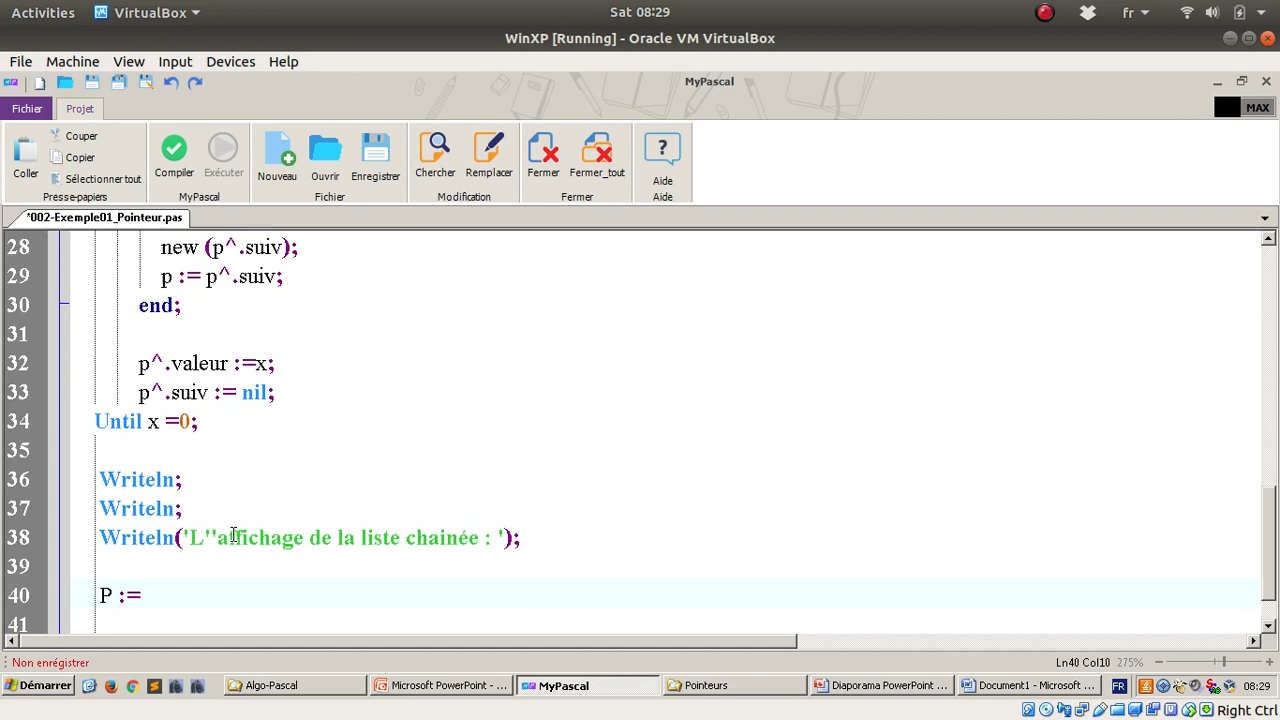 Activities VirtualBox Sat 08:29 fr
WinXP [Running] - Oracle VM VirtualBox
File Machine View Input Devices Help
MyPascal
Fichier Projet MAX
Coller Couper Copier Sélectionner tout Compiler Exécuter Nouveau Ouvrir Enregistrer Chercher Remplacer Fermer Fermer_tout Aide
Presse-papiers MyPascal Fichier Modification Fermer Aide
*002-Exemple01_Pointeur.pas
28 new (p^.suiv);
29 p := p^.suiv;
30 end;
31
32 p^.valeur :=x;
33 p^.suiv := nil;
34 Until x =0;
35
36 Writeln;
37 Writeln;
38 Writeln('L''affichage de la liste chainée : ');
39
40 P :=
41
Non enrégistrer Ln40 Col10 275%
Démarrer Algo-Pascal Microsoft PowerPoint - ... MyPascal Pointeurs Diaporama PowerPoint ... Document1 - Microsoft ... FR 08:29
Right Ctrl